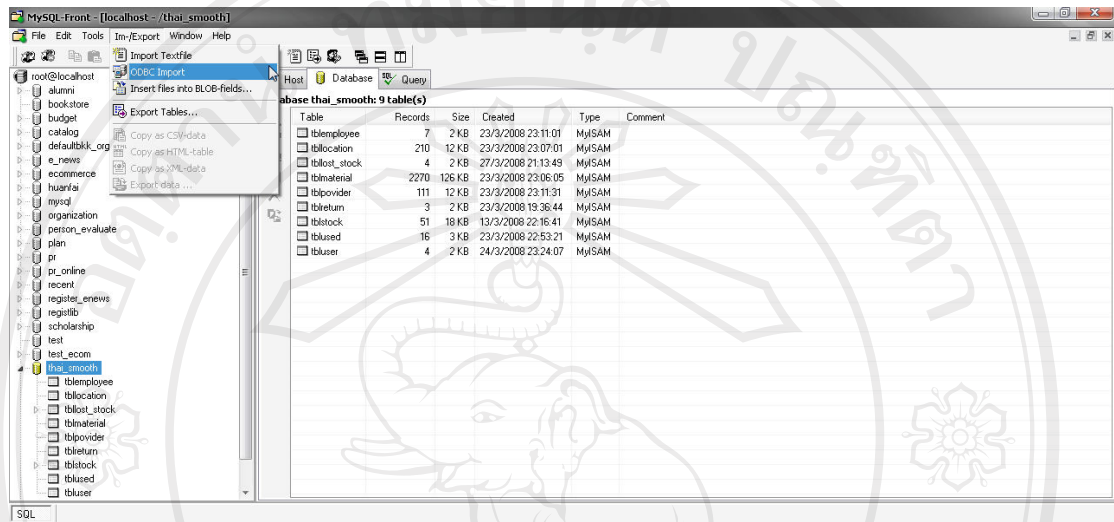 MySQL-Front - [localhost - /thai_smooth]
File Edit Tools Im-/Export Window Help
Import Textfile
ODBC Import
Insert files into BLOB-fields...
Export Tables...
Copy as CSV-data
Copy as HTML-table
Copy as XML-data
Export data ...
root@localhost
alumni
bookstore
budget
catalog
defaultbkk_org
e_news
ecommerce
huanfai
mysql
organization
person_evaluate
plan
pr
pr_online
recent
register_enews
registlib
scholarship
test
test_ecom
thai_smooth
tblemployee
tbllocation
tbllost_stock
tblmaterial
tblpovider
tblreturn
tblstock
tblused
tbluser
Host Database SQL Query
abase thai_smooth: 9 table(s)
Table Records Size Created Type Comment
tblemployee 7 2 KB 23/3/2008 23:11:01 MyISAM
tbllocation 210 12 KB 23/3/2008 23:07:01 MyISAM
tbllost_stock 4 2 KB 27/3/2008 21:13:49 MyISAM
tblmaterial 2270 126 KB 23/3/2008 23:06:05 MyISAM
tblpovider 111 12 KB 23/3/2008 23:11:31 MyISAM
tblreturn 3 2 KB 23/3/2008 19:36:44 MyISAM
tblstock 51 18 KB 13/3/2008 22:16:41 MyISAM
tblused 16 3 KB 23/3/2008 22:53:21 MyISAM
tbluser 4 2 KB 24/3/2008 23:24:07 MyISAM
SQL